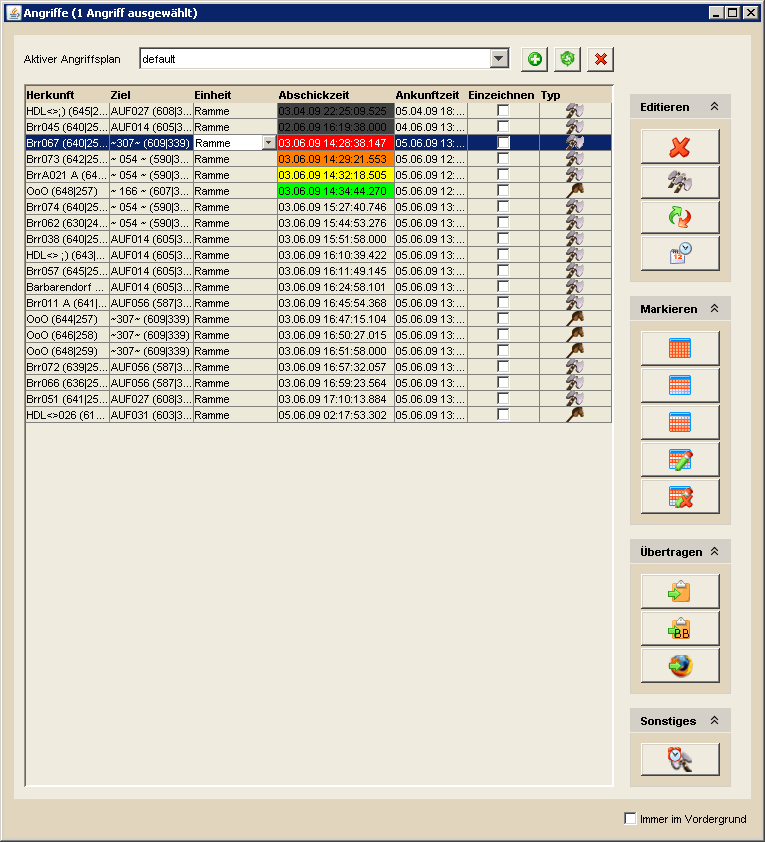 Angriffe (1 Angriff ausgewählt)
Aktiver Angriffsplan default
Herkunft Ziel Einheit Abschickzeit Ankunftzeit Einzeichnen Typ
HDL<>;) (645|2... AUF027 (608|3... Ramme 03.04.09 22:25:09.525 05.04.09 18:...
Brr045 (640|25... AUF014 (605|3... Ramme 02.06.09 16:19:38.000 04.06.09 13:...
Brr067 (640|25... ~307~ (609|339) Ramme 03.06.09 14:28:38.147 05.06.09 13:...
Brr073 (642|25... ~ 054 ~ (590|3... Ramme 03.06.09 14:29:21.553 05.06.09 12:...
BrrA021 A (64... ~ 054 ~ (590|3... Ramme 03.06.09 14:32:18.505 05.06.09 12:...
OoO (648|257) ~ 166 ~ (607|3... Ramme 03.06.09 14:34:44.270 05.06.09 12:...
Brr074 (640|25... ~ 054 ~ (590|3... Ramme 03.06.09 15:27:40.746 05.06.09 13:...
Brr062 (630|24... ~ 054 ~ (590|3... Ramme 03.06.09 15:44:53.276 05.06.09 13:...
Brr038 (640|25... AUF014 (605|3... Ramme 03.06.09 15:51:58.000 05.06.09 13:...
HDL<> ;) (643|... AUF014 (605|3... Ramme 03.06.09 16:10:39.422 05.06.09 13:...
Brr057 (645|25... AUF014 (605|3... Ramme 03.06.09 16:11:49.145 05.06.09 13:...
Barbarendorf ... AUF014 (605|3... Ramme 03.06.09 16:24:58.101 05.06.09 13:...
Brr011 A (641|... AUF056 (587|3... Ramme 03.06.09 16:45:54.368 05.06.09 13:...
OoO (644|257) ~307~ (609|339) Ramme 03.06.09 16:47:15.104 05.06.09 13:...
OoO (646|258) ~307~ (609|339) Ramme 03.06.09 16:50:27.015 05.06.09 13:...
OoO (648|259) ~307~ (609|339) Ramme 03.06.09 16:51:58.000 05.06.09 13:...
Brr072 (639|25... AUF056 (587|3... Ramme 03.06.09 16:57:32.057 05.06.09 13:...
Brr066 (636|25... AUF056 (587|3... Ramme 03.06.09 16:59:23.564 05.06.09 13:...
Brr051 (641|25... AUF027 (608|3... Ramme 03.06.09 17:10:13.884 05.06.09 13:...
HDL<>026 (61... AUF031 (603|3... Ramme 05.06.09 02:17:53.302 05.06.09 13:...
Editieren
12
Markieren
Übertragen
BB
Sonstiges
Immer im Vordergrund